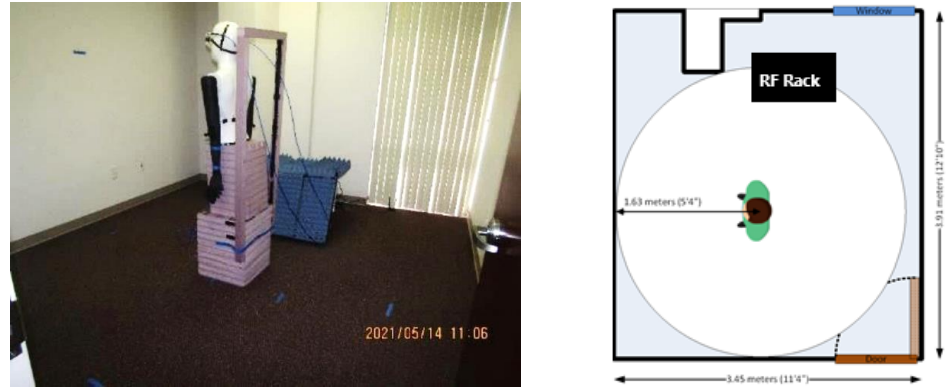 2021/05/14 11:06
Window
RF Rack
1.63 meters (5'4")
3.91 meters (12'10")
Door
3.45 meters (11'4")